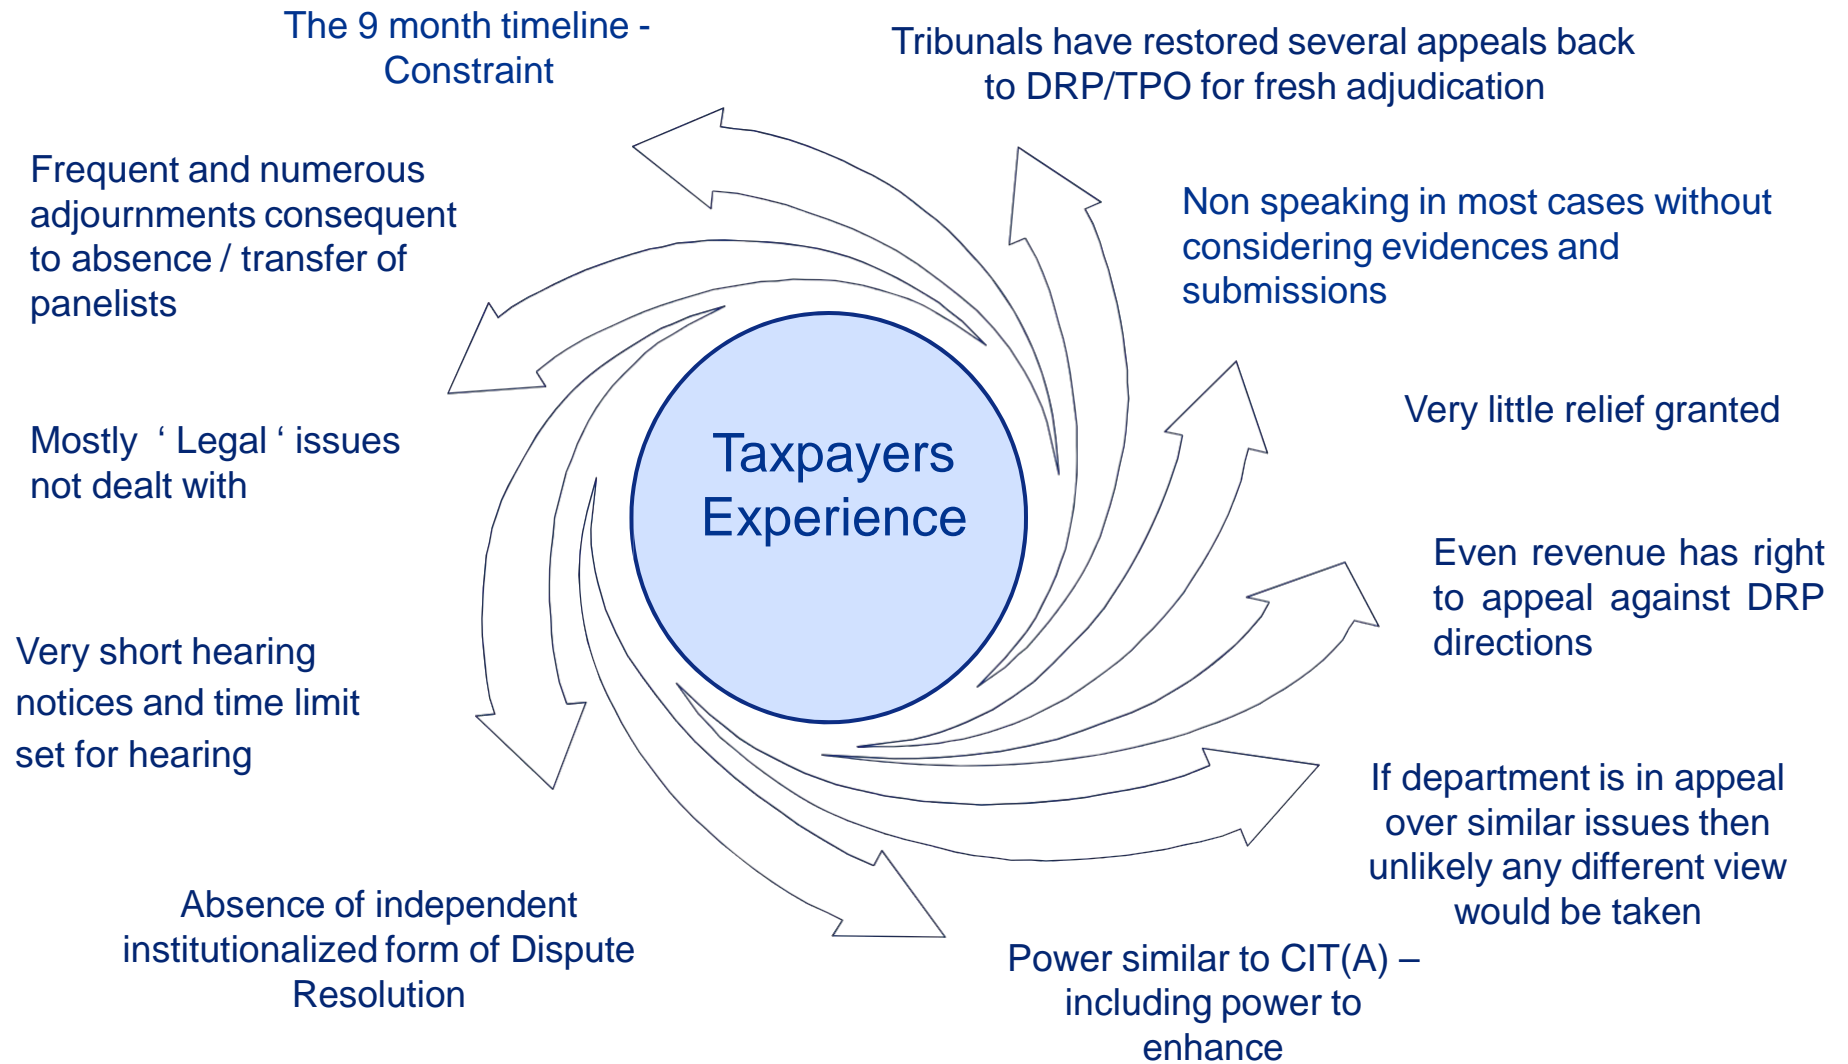 The 9 month timeline -
Constraint
Tribunals have restored several appeals back
to DRP/TPO for fresh adjudication
Frequent and numerous
adjournments consequent
to absence / transfer of
panelists
Non speaking in most cases without
considering evidences and
submissions
Very little relief granted
Mostly ‘ Legal ‘ issues
not dealt with
Taxpayers
Experience
Even revenue has right
to appeal against DRP
directions
Very short hearing
notices and time limit
set for hearing
If department is in appeal
over similar issues then
unlikely any different view
would be taken
Absence of independent
institutionalized form of Dispute
Resolution
Power similar to CIT(A) –
including power to
enhance